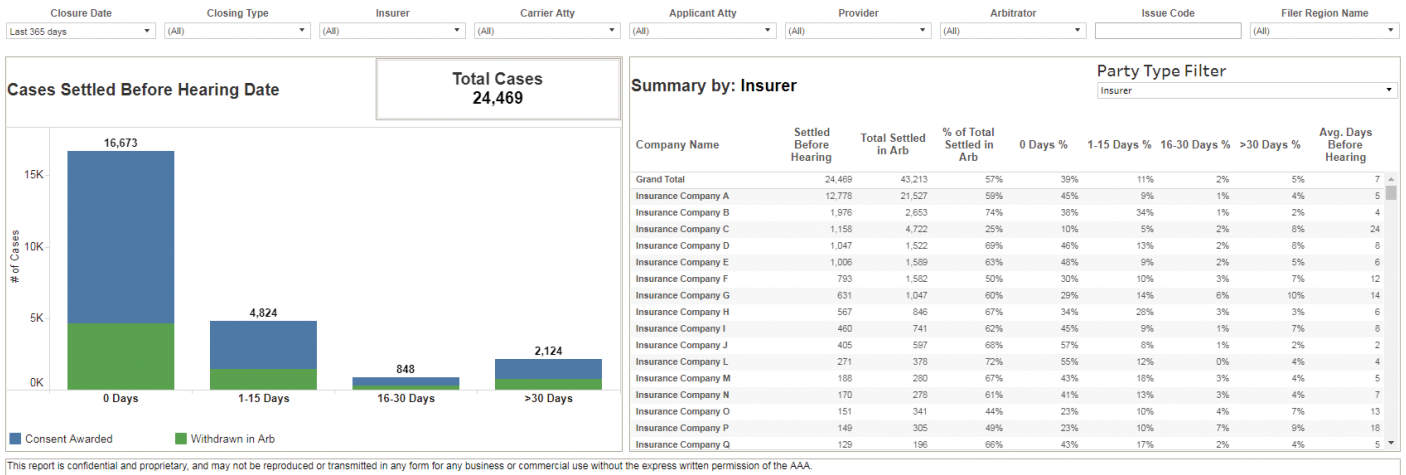 Closure Date Closing Type Insurer Carrier Atty Applicant Atty Provider Arbitrator Issue Code Filer Region Name
Last 365 days (All) (All) (All) (All) (All) (All) (All)
Cases Settled Before Hearing Date
Total Cases
24,469
16,673
15K
10K
5K
0K
# of Cases
4,824
848
2,124
0 Days 1-15 Days 16-30 Days >30 Days
Consent Awarded Withdrawn in Arb
Summary by: Insurer
Party Type Filter
Insurer
Company Name Settled Before Hearing Total Settled in Arb % of Total Settled in Arb 0 Days % 1-15 Days % 16-30 Days % >30 Days % Avg. Days Before Hearing
Grand Total 24,469 43,213 57% 39% 11% 2% 5% 7
Insurance Company A 12,778 21,527 59% 45% 9% 1% 4% 5
Insurance Company B 1,976 2,653 74% 38% 34% 1% 2% 4
Insurance Company C 1,158 4,722 25% 10% 5% 2% 8% 24
Insurance Company D 1,047 1,522 69% 46% 13% 2% 8% 8
Insurance Company E 1,006 1,589 63% 48% 9% 2% 5% 6
Insurance Company F 793 1,582 50% 30% 10% 3% 7% 12
Insurance Company G 631 1,047 60% 29% 14% 6% 10% 14
Insurance Company H 567 846 67% 34% 28% 3% 3% 6
Insurance Company I 460 741 62% 45% 9% 1% 7% 8
Insurance Company J 405 597 68% 57% 8% 1% 2% 2
Insurance Company L 271 378 72% 55% 12% 0% 4% 4
Insurance Company M 188 280 67% 43% 18% 3% 4% 5
Insurance Company N 170 278 61% 41% 13% 3% 4% 7
Insurance Company O 151 341 44% 23% 10% 4% 7% 13
Insurance Company P 149 305 49% 23% 10% 7% 9% 18
Insurance Company Q 129 196 66% 43% 17% 2% 4% 5
This report is confidential and proprietary, and may not be reproduced or transmitted in any form for any business or commercial use without the express written permission of the AAA.